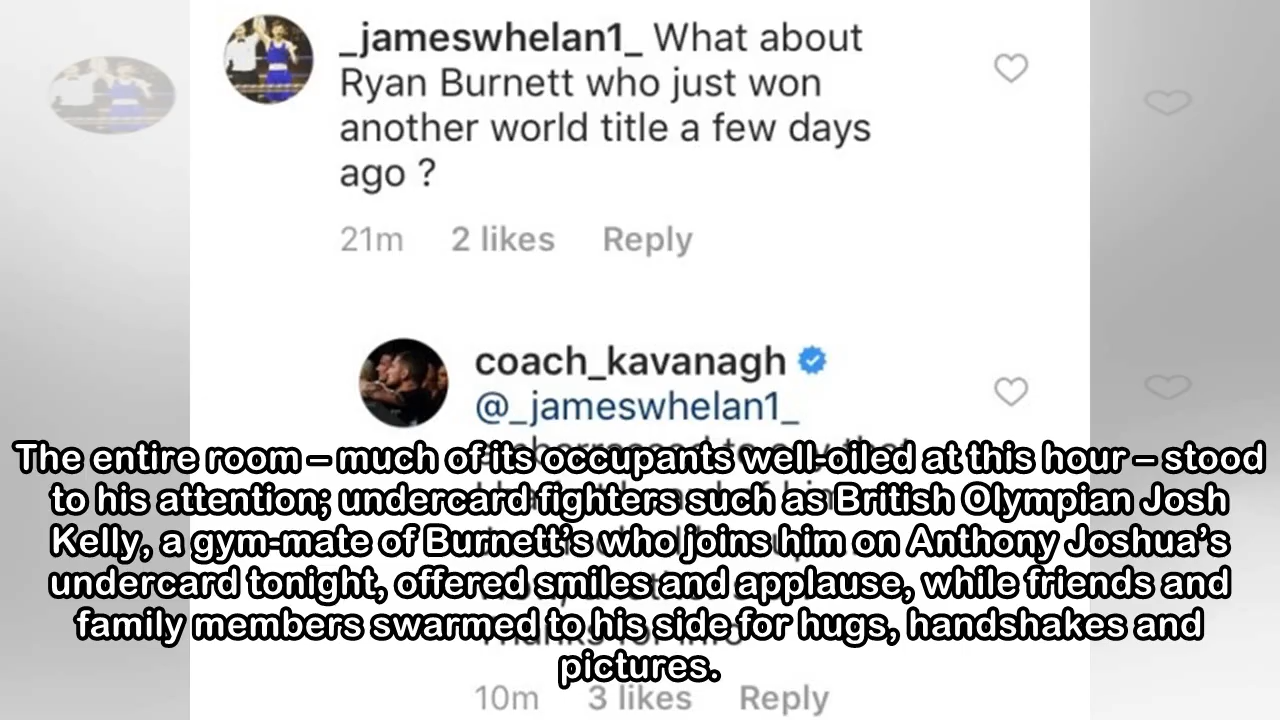 _jameswhelan1_ What about
Ryan Burnett who just won
another world title a few days
ago ?
21m 2 likes Reply
coach_kavanagh
@_jameswhelan1_
The entire room – much of its occupants well-oiled at this hour – stood
to his attention; undercard fighters such as British Olympian Josh
Kelly, a gym-mate of Burnett’s who joins him on Anthony Joshua’s
undercard tonight, offered smiles and applause, while friends and
family members swarmed to his side for hugs, handshakes and
pictures.
10m 3 likes Reply